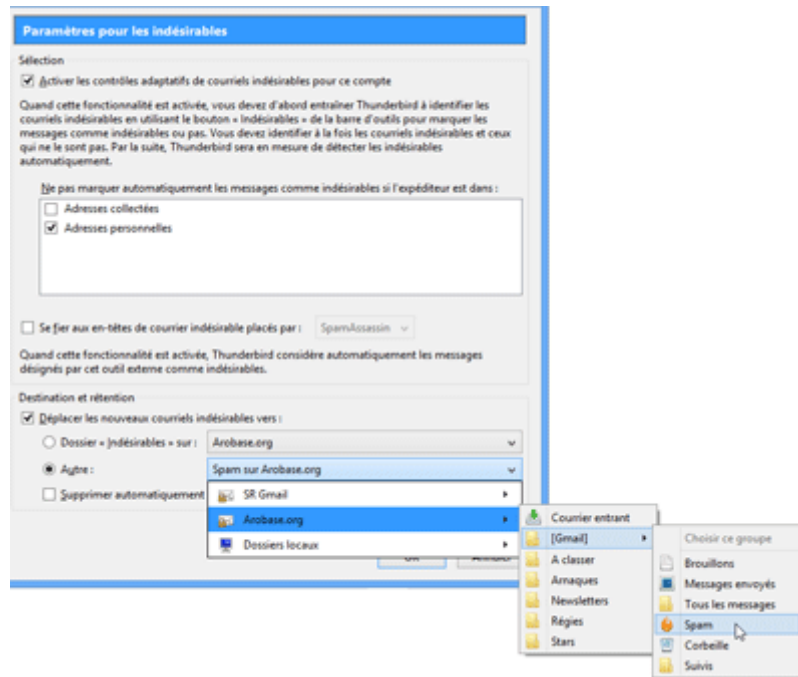 Paramètres pour les indésirables
Sélection
Activer les contrôles adaptatifs de courriels indésirables pour ce compte
Quand cette fonctionnalité est activée, vous devez d'abord entraîner Thunderbird à identifier les
courriels indésirables en utilisant le bouton « Indésirables » de la barre d'outils pour marquer les
messages comme indésirables ou pas. Vous devez identifier à la fois les courriels indésirables et ceux
qui ne le sont pas. Par la suite, Thunderbird sera en mesure de détecter les indésirables
automatiquement.
Ne pas marquer automatiquement les messages comme indésirables si l'expéditeur est dans :
Adresses collectées
Adresses personnelles
Se fier aux en-têtes de courrier indésirable placés par : SpamAssassin
Quand cette fonctionnalité est activée, Thunderbird considère automatiquement les messages
désignés par cet outil externe comme indésirables.
Destination et rétention
Déplacer les nouveaux courriels indésirables vers :
Dossier « Indésirables » sur : Arobase.org
Autre : Spam sur Arobase.org
Supprimer automatiquement
SR Gmail
Arobase.org
Dossiers locaux
Courrier entrant
[Gmail]
A classer
Arnaques
Newsletters
Régies
Stars
Choisir ce groupe
Brouillons
Messages envoyés
Tous les messages
Spam
Corbeille
Suivis